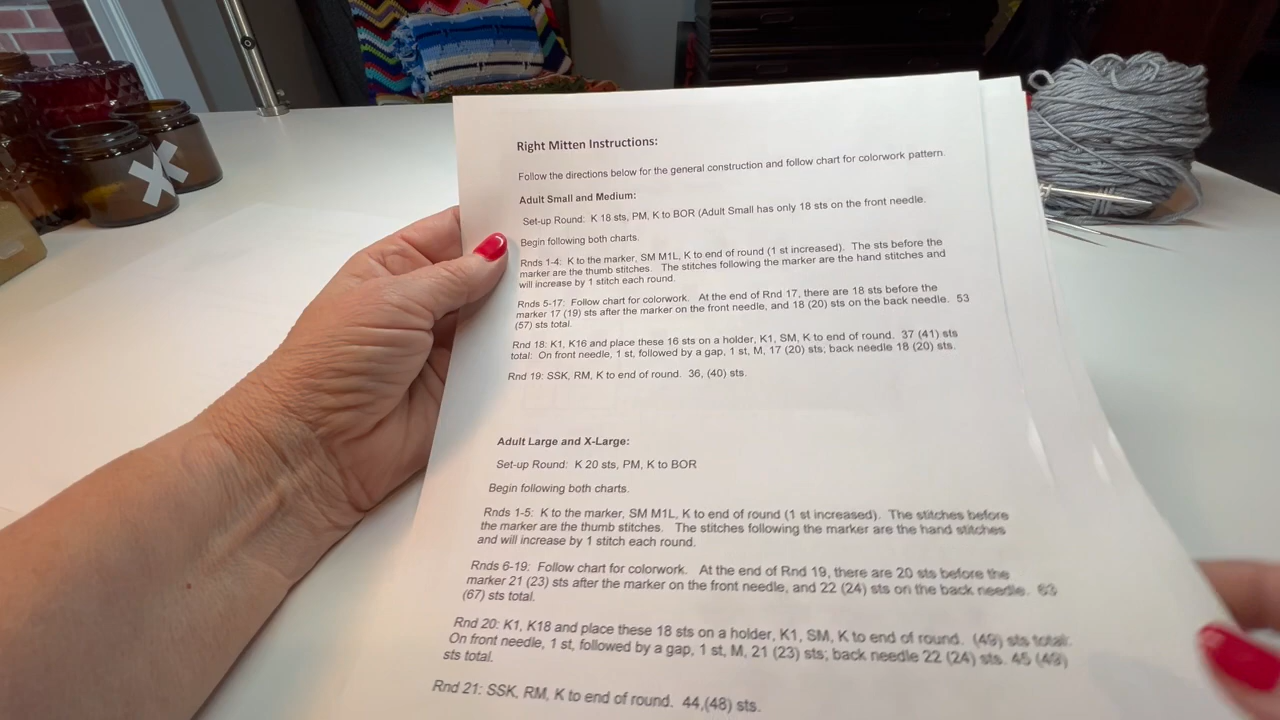 Right Mitten Instructions:
Follow the directions below for the general construction and follow chart for colorwork pattern.
Adult Small and Medium:
Set-up Round: K 18 sts, PM, K to BOR (Adult Small has only 18 sts on the front needle.
Begin following both charts.
Rnds 1-4: K to the marker, SM M1L, K to end of round (1 st increased). The sts before the
marker are the thumb stitches. The stitches following the marker are the hand stitches and
will increase by 1 stitch each round.
Rnds 5-17: Follow chart for colorwork. At the end of Rnd 17, there are 18 sts before the
marker 17 (19) sts after the marker on the front needle, and 18 (20) sts on the back needle. 53
(57) sts total.
Rnd 18: K1, K16 and place these 16 sts on a holder, K1, SM, K to end of round. 37 (41) sts
total: On front needle, 1 st, followed by a gap, 1 st, M, 17 (20) sts; back needle 18 (20) sts.
Rnd 19: SSK, RM, K to end of round. 36, (40) sts.
Adult Large and X-Large:
Set-up Round: K 20 sts, PM, K to BOR
Begin following both charts.
Rnds 1-5: K to the marker, SM M1L, K to end of round (1 st increased). The stitches before
the marker are the thumb stitches. The stitches following the marker are the hand stitches
and will increase by 1 stitch each round.
Rnds 6-19: Follow chart for colorwork. At the end of Rnd 19, there are 20 sts before the
marker 21 (23) sts after the marker on the front needle, and 22 (24) sts on the back needle. 63
(67) sts total.
Rnd 20: K1, K18 and place these 18 sts on a holder, K1, SM, K to end of round. (49) sts total:
On front needle, 1 st, followed by a gap, 1 st, M, 21 (23) sts; back needle 22 (24) sts. 45 (49)
sts total.
Rnd 21: SSK, RM, K to end of round. 44,(48) sts.